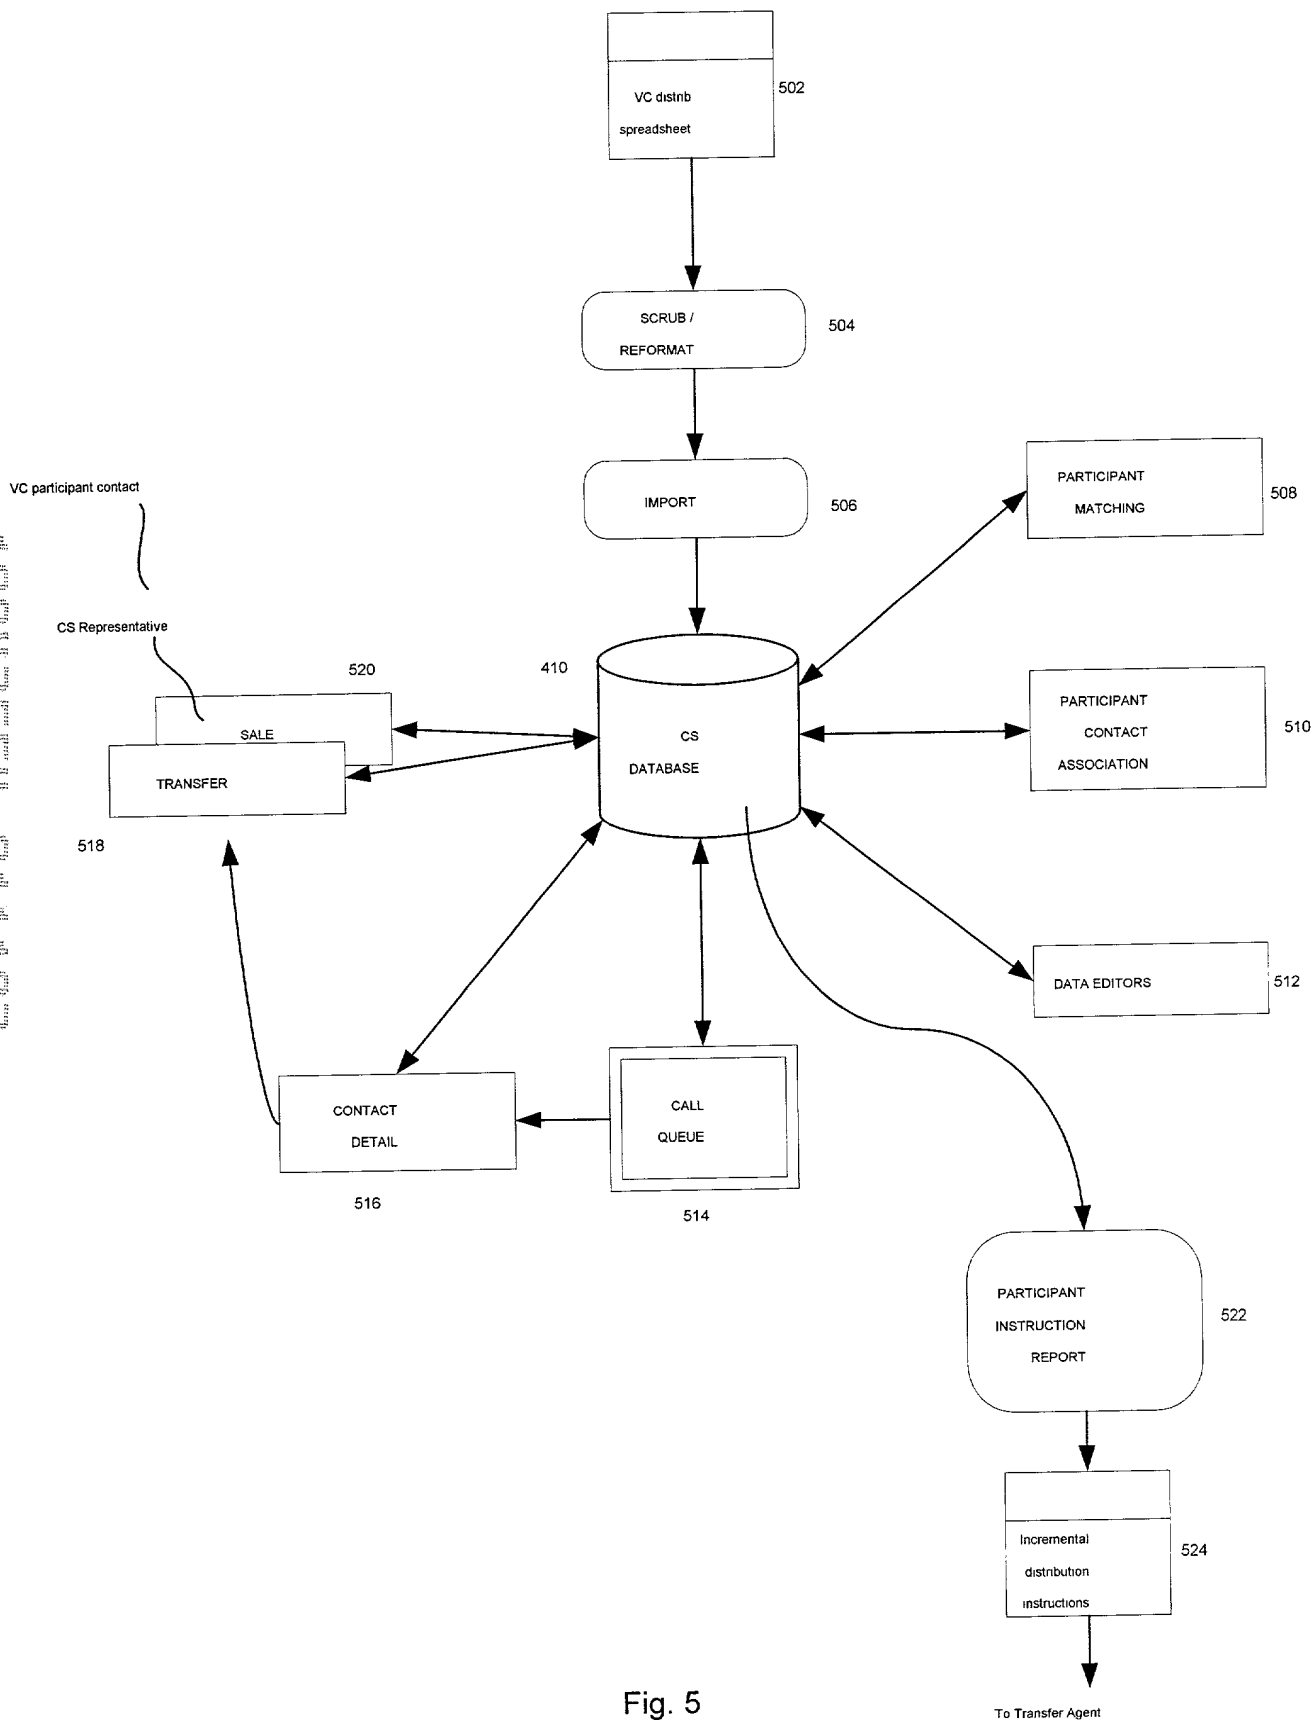 502
VC distrib
spreadsheet
SCRUB /
REFORMAT
504
IMPORT
506
PARTICIPANT
MATCHING
508
VC participant contact
CS Representative
520
410
SALE
TRANSFER
518
CS
DATABASE
PARTICIPANT
CONTACT
ASSOCIATION
510
DATA EDITORS
512
CONTACT
DETAIL
516
CALL
QUEUE
514
PARTICIPANT
INSTRUCTION
REPORT
522
Incremental
distribution
instructions
524
Fig. 5
To Transfer Agent